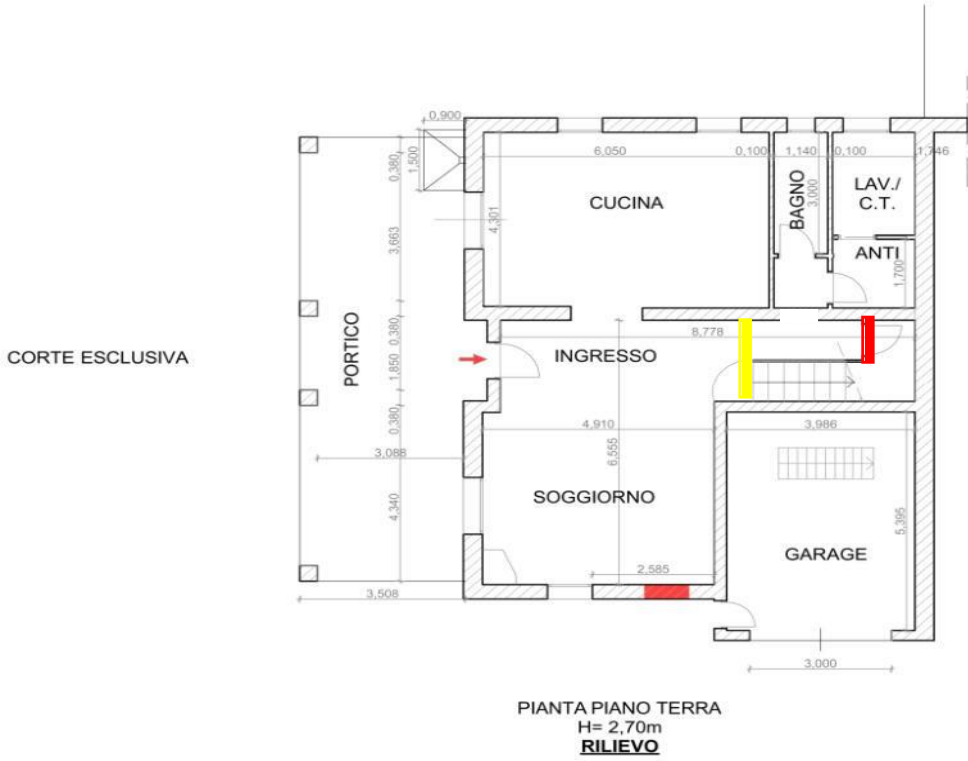 0,900
6,050
0,100
1,140
0,100
1,746
0,380
1,500
3,000
CUCINA
BAGNO
LAV./
C.T.
4,301
3,663
ANTI
1,700
0,380
8,778
CORTE ESCLUSIVA
PORTICO
1,850
INGRESSO
0,380
4,910
3,986
6,555
3,088
4,340
SOGGIORNO
5,395
GARAGE
2,585
3,508
3,000
PIANTA PIANO TERRA
H= 2,70m
RILIEVO